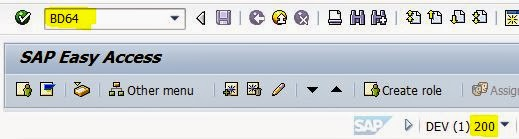 BD64
SAP Easy Access
Other menu
Create role
Assig
SAP
DEV (1) 200